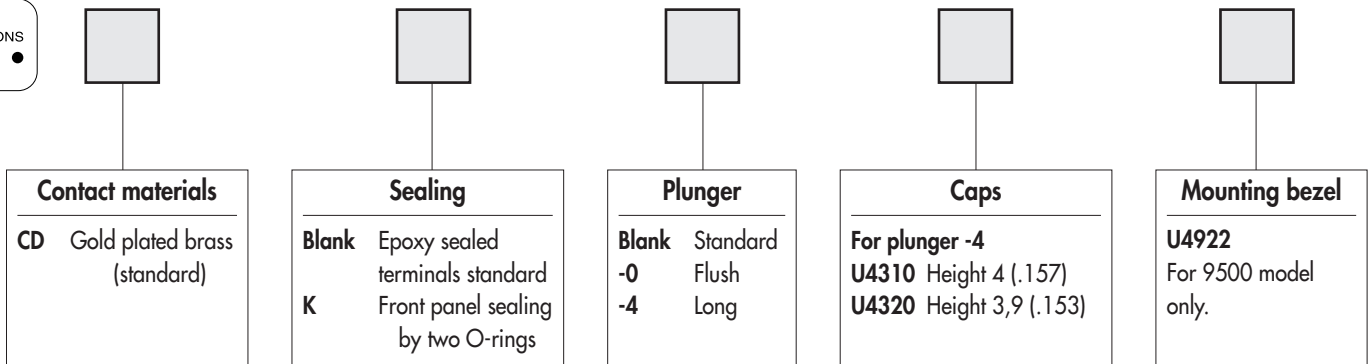 ONS
Contact materials
CD Gold plated brass
(standard)
Sealing
Blank Epoxy sealed
terminals standard
K Front panel sealing
by two O-rings
Plunger
Blank Standard
-0 Flush
-4 Long
Caps
For plunger -4
U4310 Height 4 (.157)
U4320 Height 3,9 (.153)
Mounting bezel
U4922
For 9500 model
only.